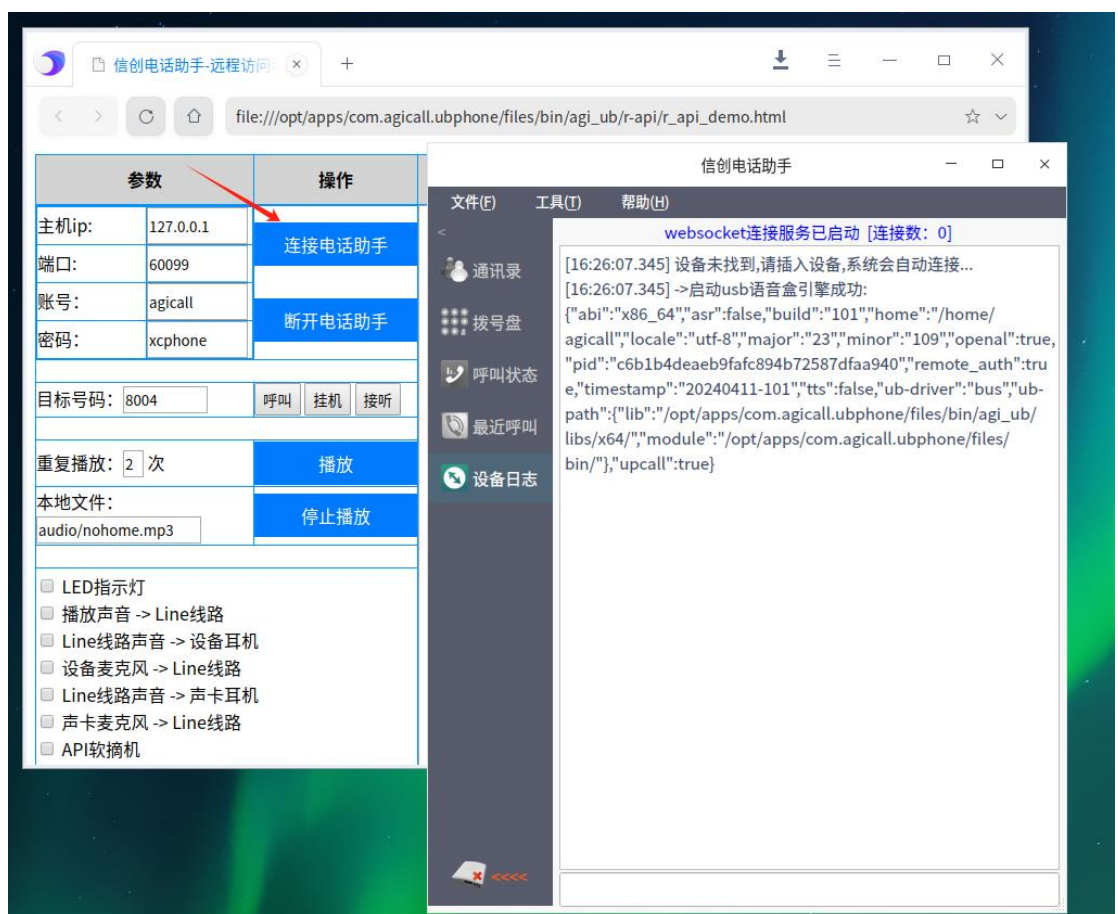 信创电话助手-远程访问
file:///opt/apps/com.agicall.ubphone/files/bin/agi_ub/r-api/r_api_demo.html
参数 操作
主机ip: 127.0.0.1
连接电话助手
端口: 60099
账号: agicall
断开电话助手
密码: xcphone
目标号码: 8004 呼叫 挂机 接听
重复播放: 2 次 播放
本地文件:
audio/nohome.mp3
停止播放
LED指示灯
播放声音 -> Line线路
Line线路声音 -> 设备耳机
设备麦克风 -> Line线路
Line线路声音 -> 声卡耳机
声卡麦克风 -> Line线路
API软摘机
信创电话助手
文件(F) 工具(T) 帮助(H)
<
通讯录
拨号盘
呼叫状态
最近呼叫
设备日志
<<<<
websocket连接服务已启动 [连接数: 0]
[16:26:07.345] 设备未找到,请插入设备,系统会自动连接...
[16:26:07.345] ->启动usb语音盒引擎成功:
{"abi":"x86_64","asr":false,"build":"101","home":"/home/
agicall","locale":"utf-8","major":"23","minor":"109","openal":true,
"pid":"c6b1b4deaeb9fafc894b72587dfaa940","remote_auth":tru
e,"timestamp":"20240411-101","tts":false,"ub-driver":"bus","ub-
path":{"lib":"/opt/apps/com.agicall.ubphone/files/bin/agi_ub/
libs/x64/","module":"/opt/apps/com.agicall.ubphone/files/
bin/"},"upcall":true}